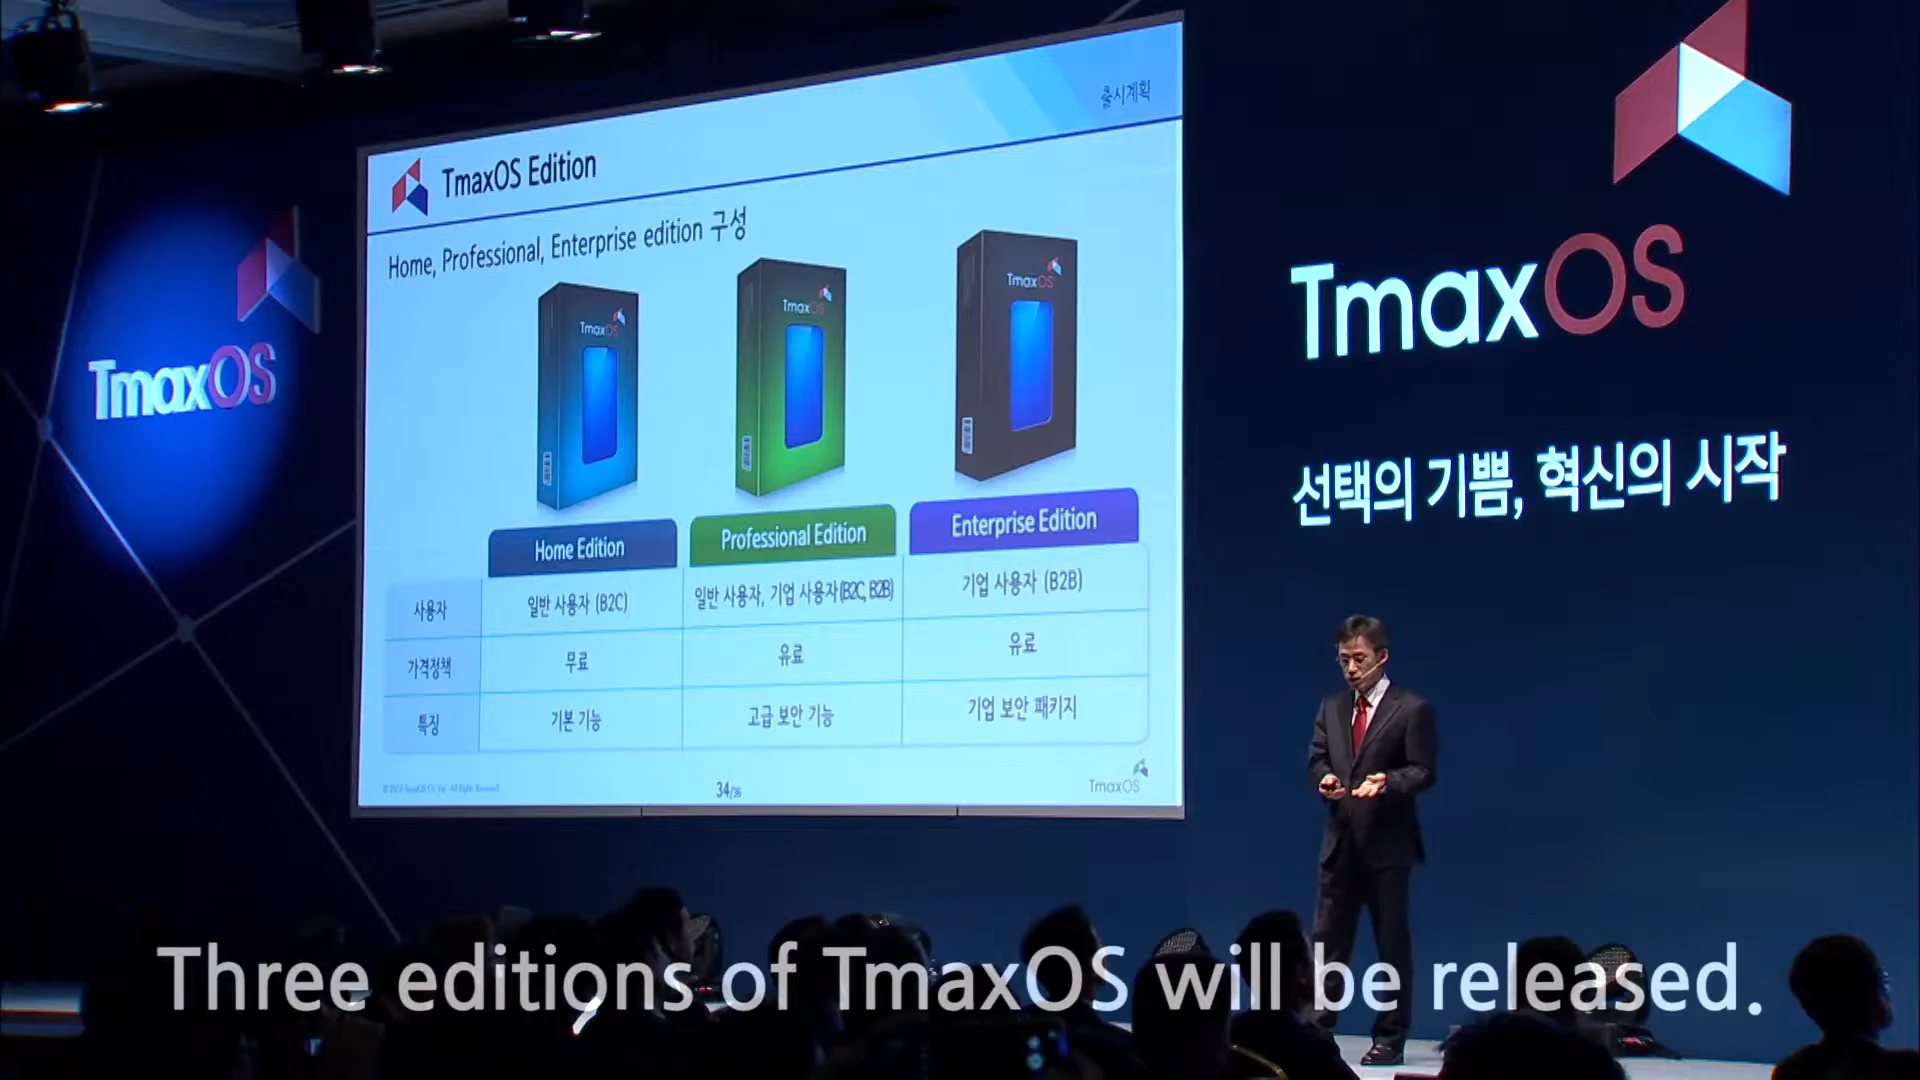 출시계획
TmaxOS Edition
Home, Professional, Enterprise edition 구성
TmaxOS
TmaxOS
TmaxOS
Home Edition
Professional Edition
Enterprise Edition
사용자
일반 사용자 (B2C)
일반 사용자, 기업 사용자(B2C, B2B)
기업 사용자 (B2B)
가격정책
무료
유료
유료
특징
기본 기능
고급 보안 기능
기업 보안 패키지
34/36
TmaxOS
TmaxOS
TmaxOS
선택의 기쁨, 혁신의 시작
Three editions of TmaxOS will be released.